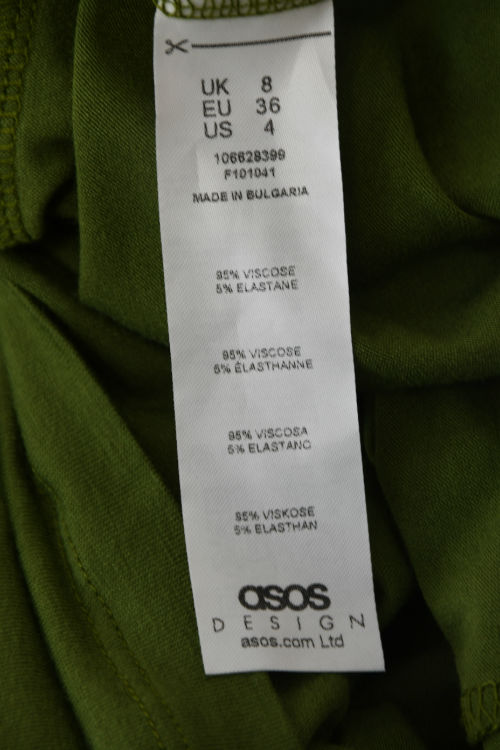 UK 8
EU 36
US 4
106628399
F101041
MADE IN BULGARIA
95% VISCOSE
5% ELASTANE
95% VISCOSE
5% ÉLASTHANNE
95% VISCOSA
5% ELASTANO
95% VISKOSE
5% ELASTHAN
asos
DESIGN
asos.com Ltd